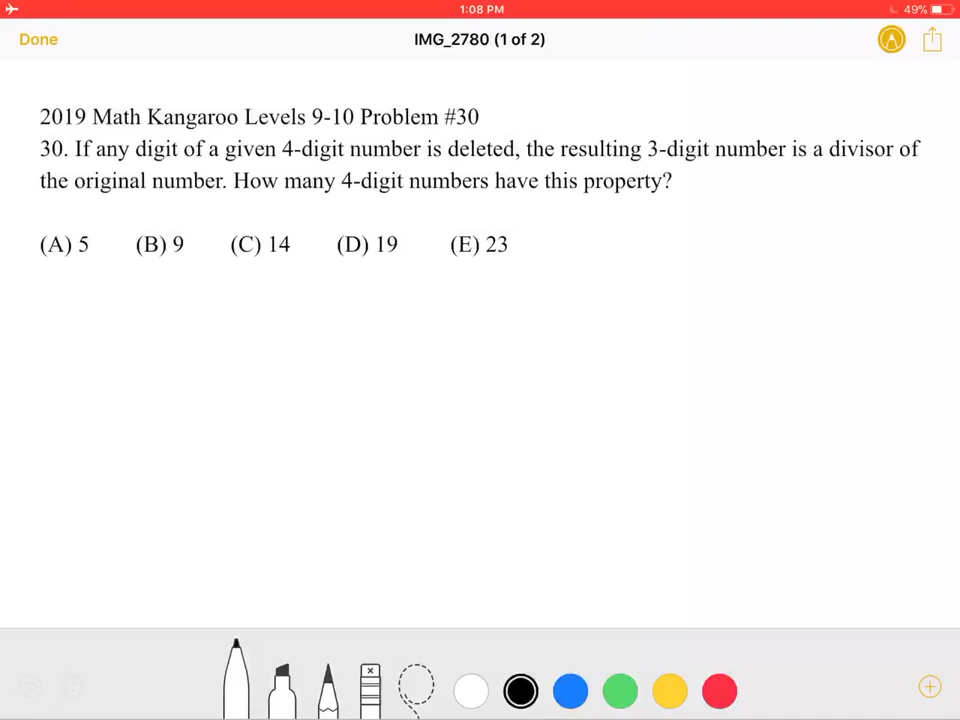 1:08 PM
49%
Done
IMG_2780 (1 of 2)
2019 Math Kangaroo Levels 9-10 Problem #30
30. If any digit of a given 4-digit number is deleted, the resulting 3-digit number is a divisor of
the original number. How many 4-digit numbers have this property?
(A) 5 (B) 9 (C) 14 (D) 19 (E) 23